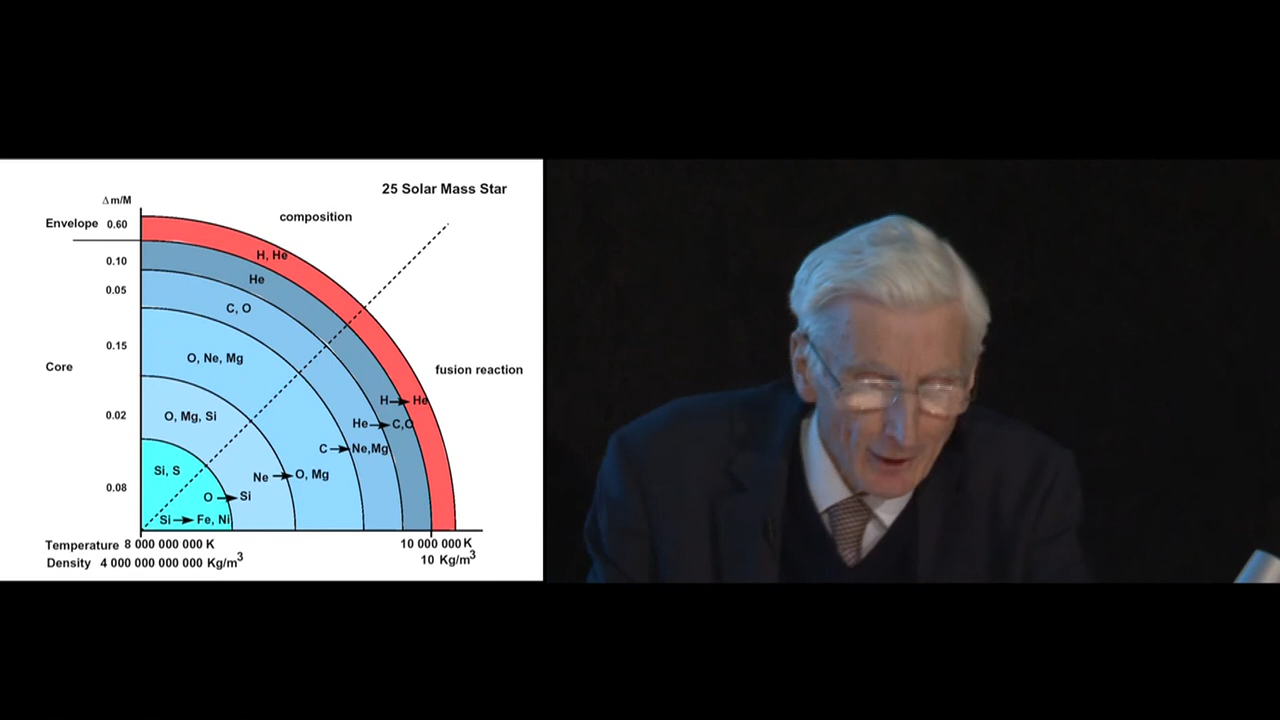 25 Solar Mass Star
Δm/M
composition
Envelope 0.60
H, He
0.10
He
0.05
C, O
0.15
O, Ne, Mg
Core
fusion reaction
H→He
0.02
O, Mg, Si
He→C,O
C→Ne,Mg
Si, S
Ne→O, Mg
0.08
O→Si
Si→Fe, Ni
Temperature 8 000 000 000 K 10 000 000 K
Density 4 000 000 000 000 Kg/m³ 10 Kg/m³